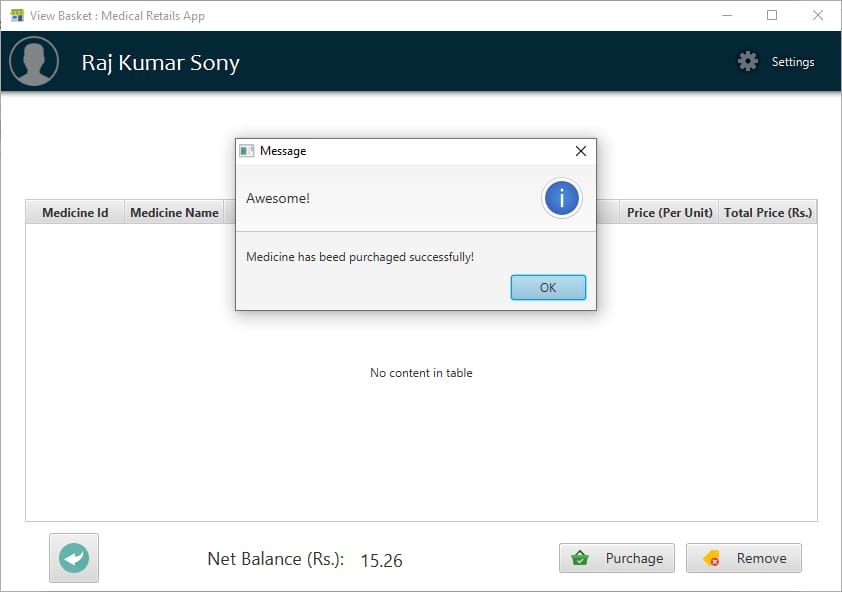 View Basket : Medical Retails App
Raj Kumar Sony
Settings
Message
Awesome!
i
Medicine Id Medicine Name Price (Per Unit) Total Price (Rs.)
Medicine has beed purchaged successfully!
OK
No content in table
Net Balance (Rs.): 15.26 Purchage Remove